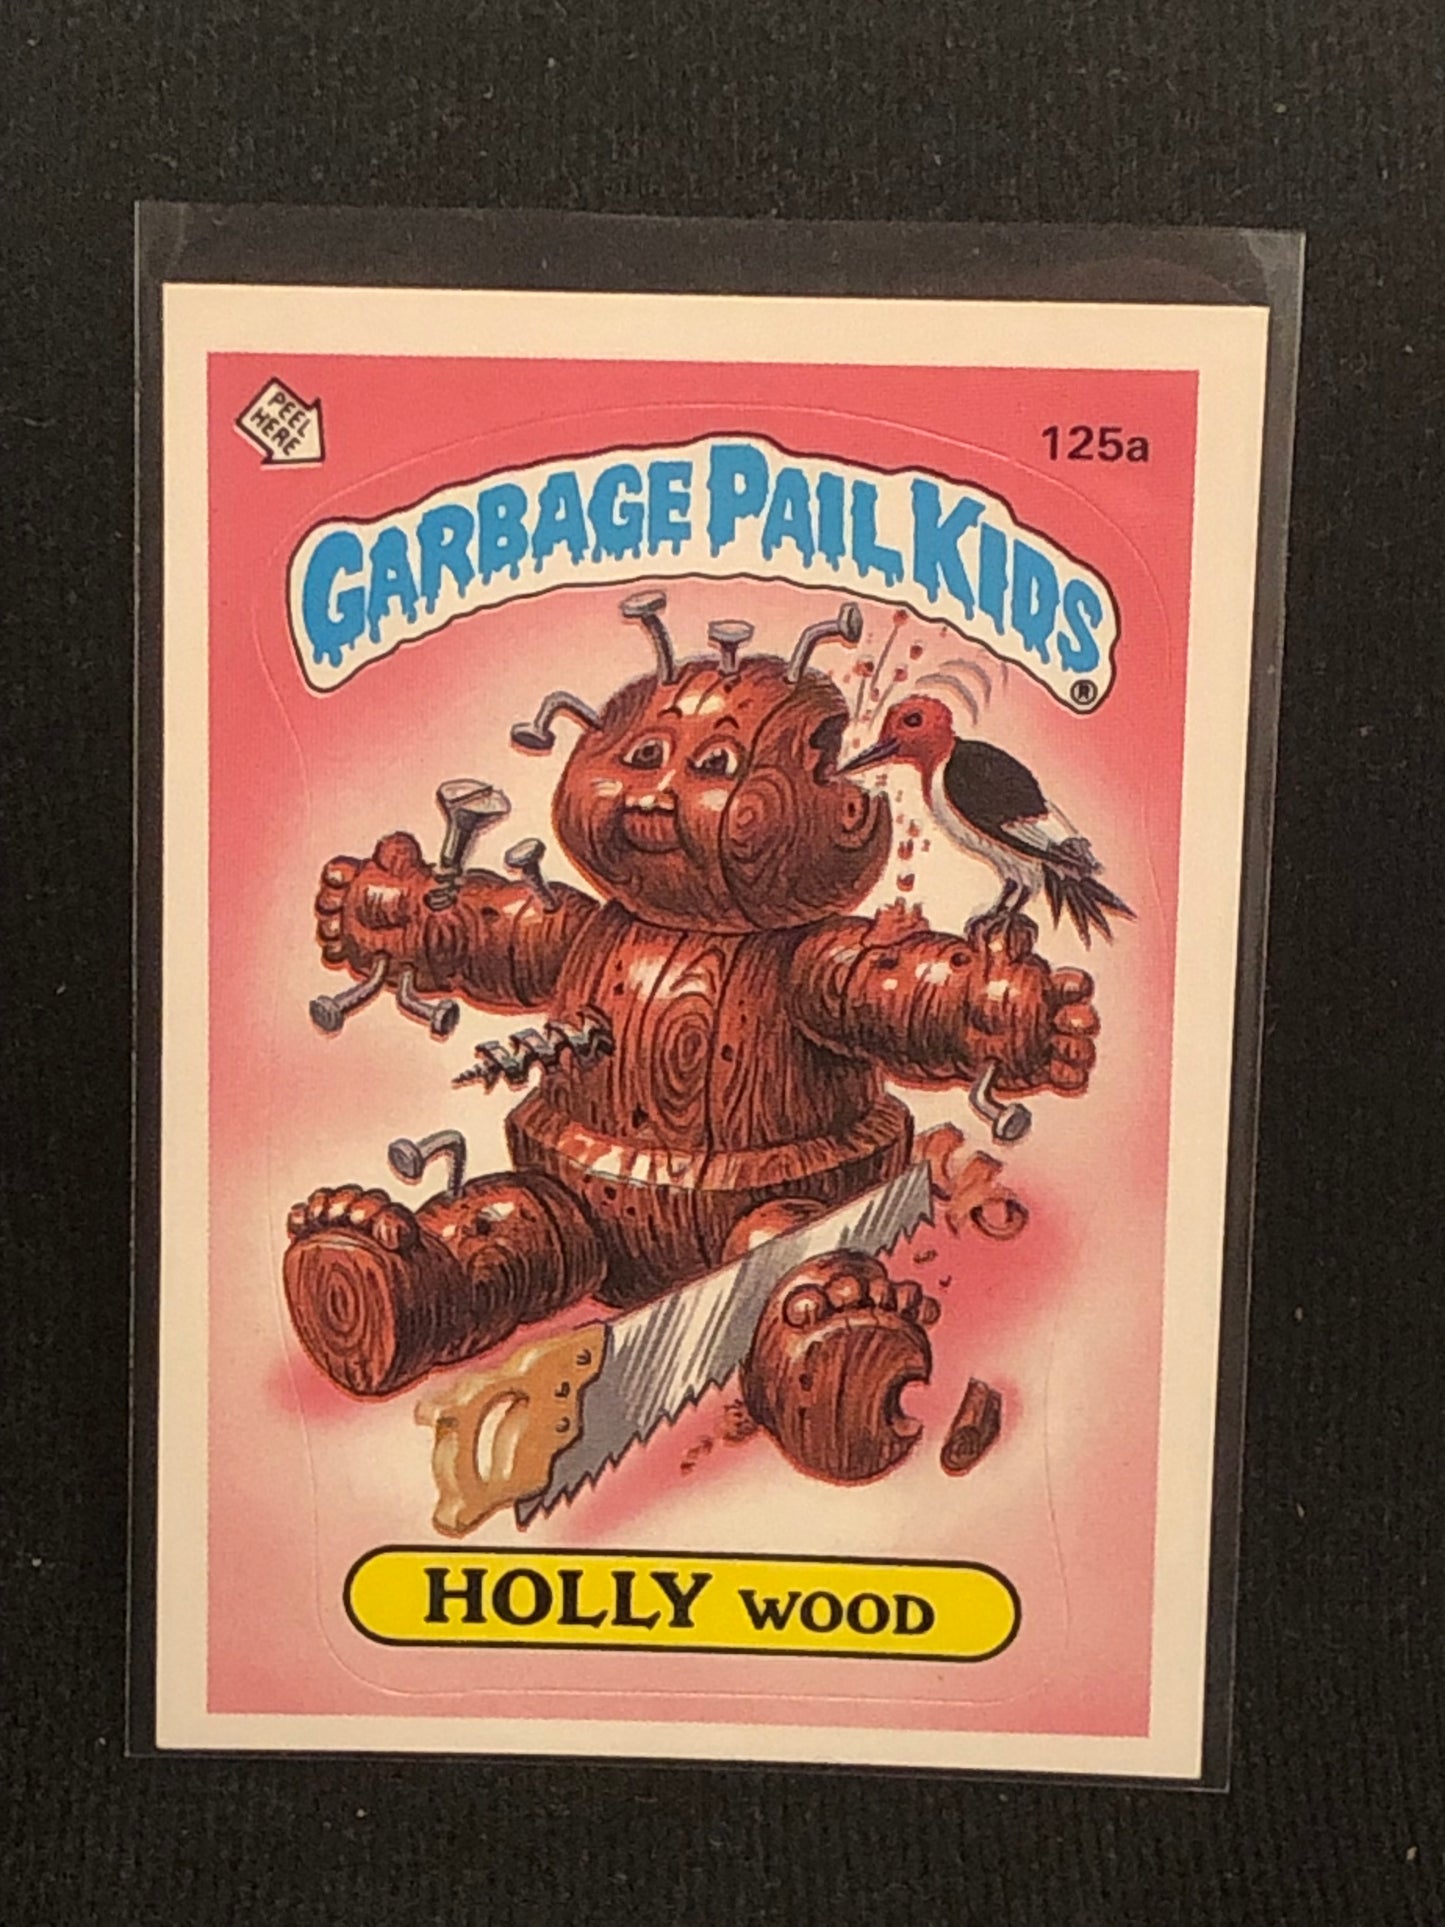 PEEL
HERE
125a
GARBAGE PAIL KIDS
®
HOLLY WOOD